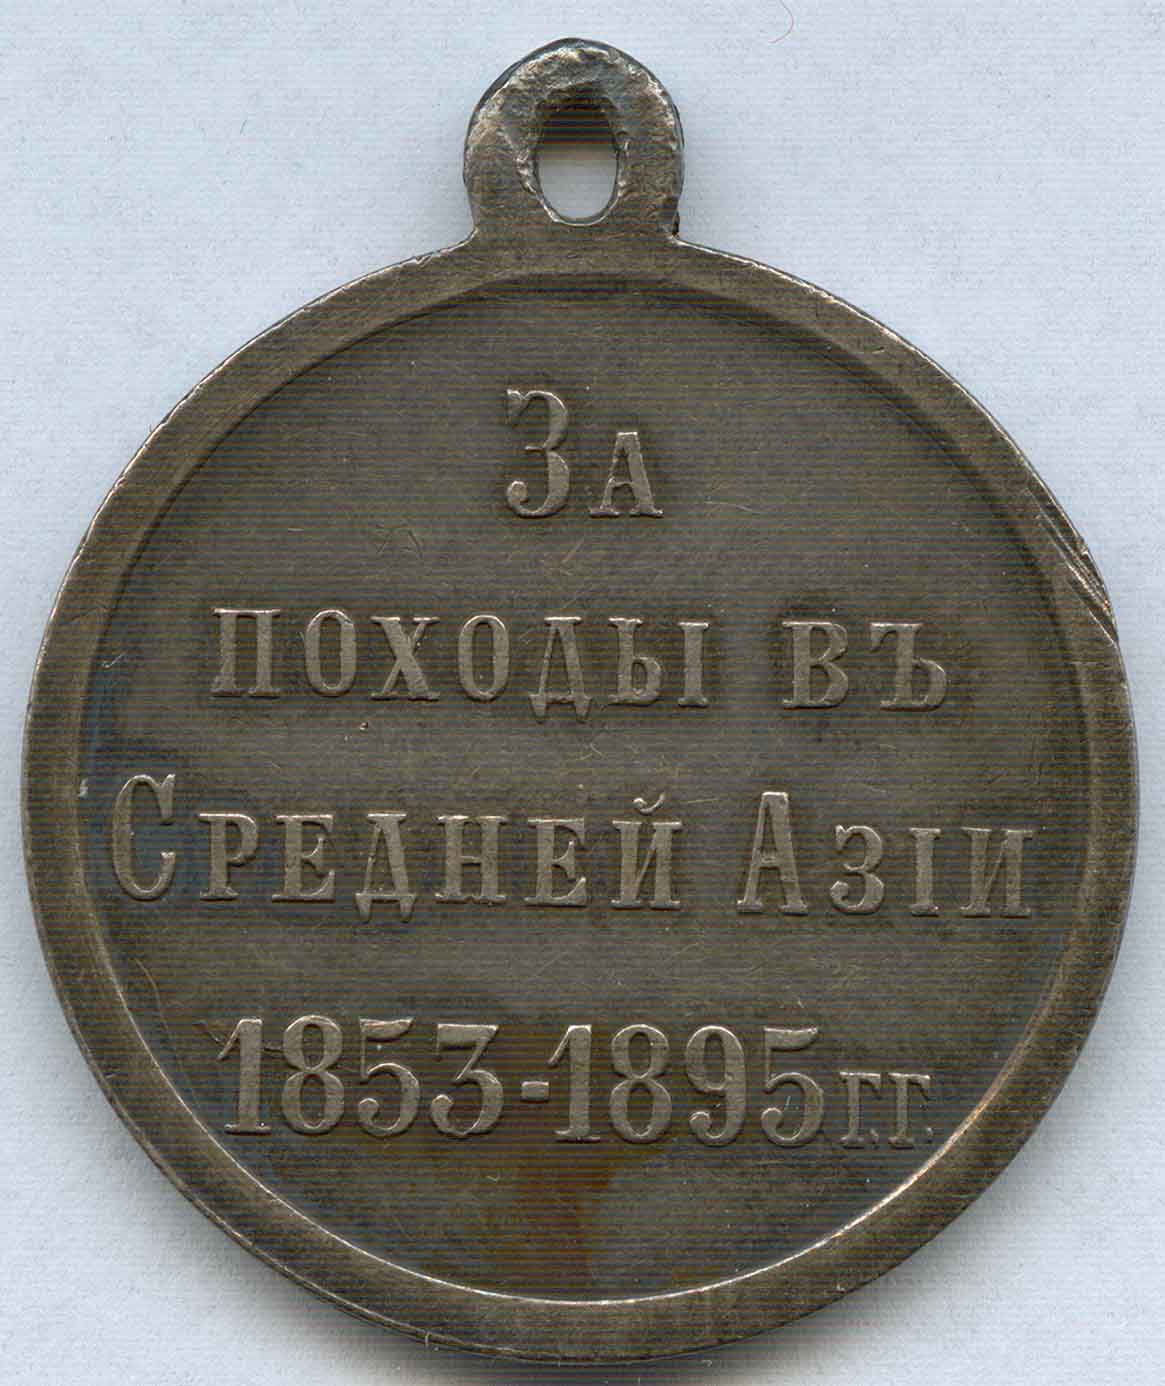 За
походы въ
Средней Азіи
1853-1895 г.г.